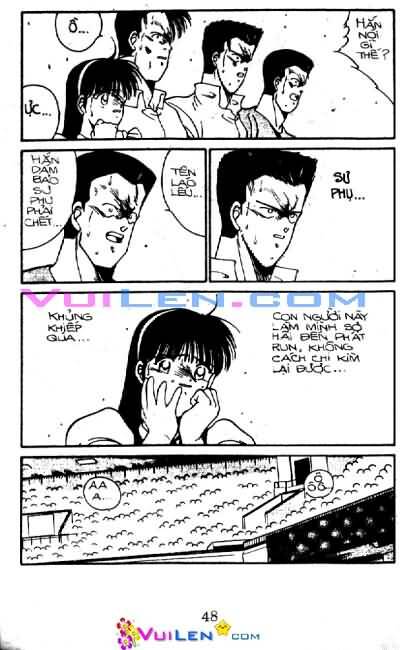 Ồ...
HẮN
NÓI
GÌ
THẾ?
ỰC...
HẮN
DÁM
BẢO
SƯ
PHỤ
PHẢI
CHẾT...
TÊN
LÁO
LẾU...
SƯ
PHỤ...
VUILEN.COM
KHỦNG
KHIẾP
QUÁ...
CON NGƯỜI NÀY
LÀM MÌNH SỢ
HÃI ĐẾN PHÁT
RUN, KHÔNG
CÁCH CHI KÌM
LẠI ĐƯỢC...
AA
A...
Ô
ÔÔ...
48
VUILEN.COM